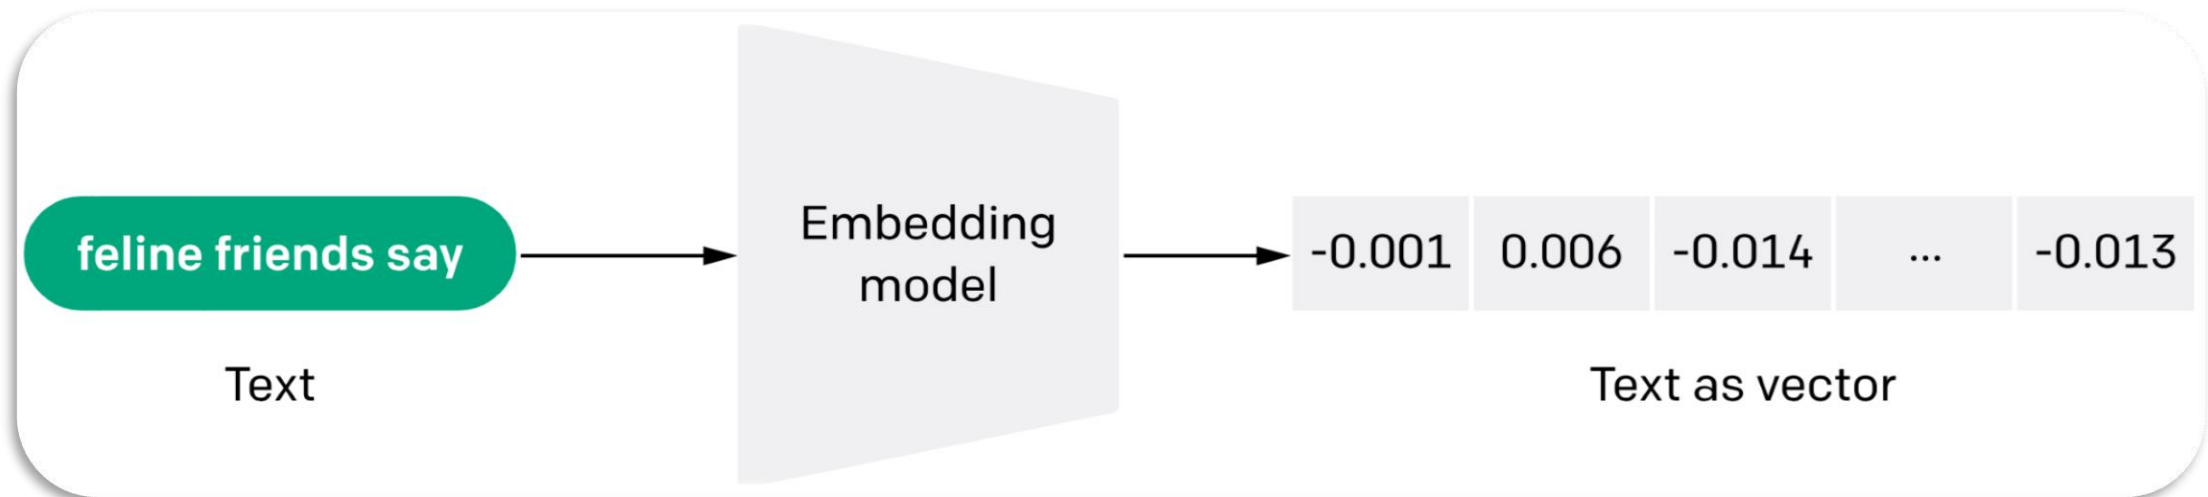 feline friends say
Embedding
model
-0.001 0.006 -0.014 ... -0.013
Text
Text as vector